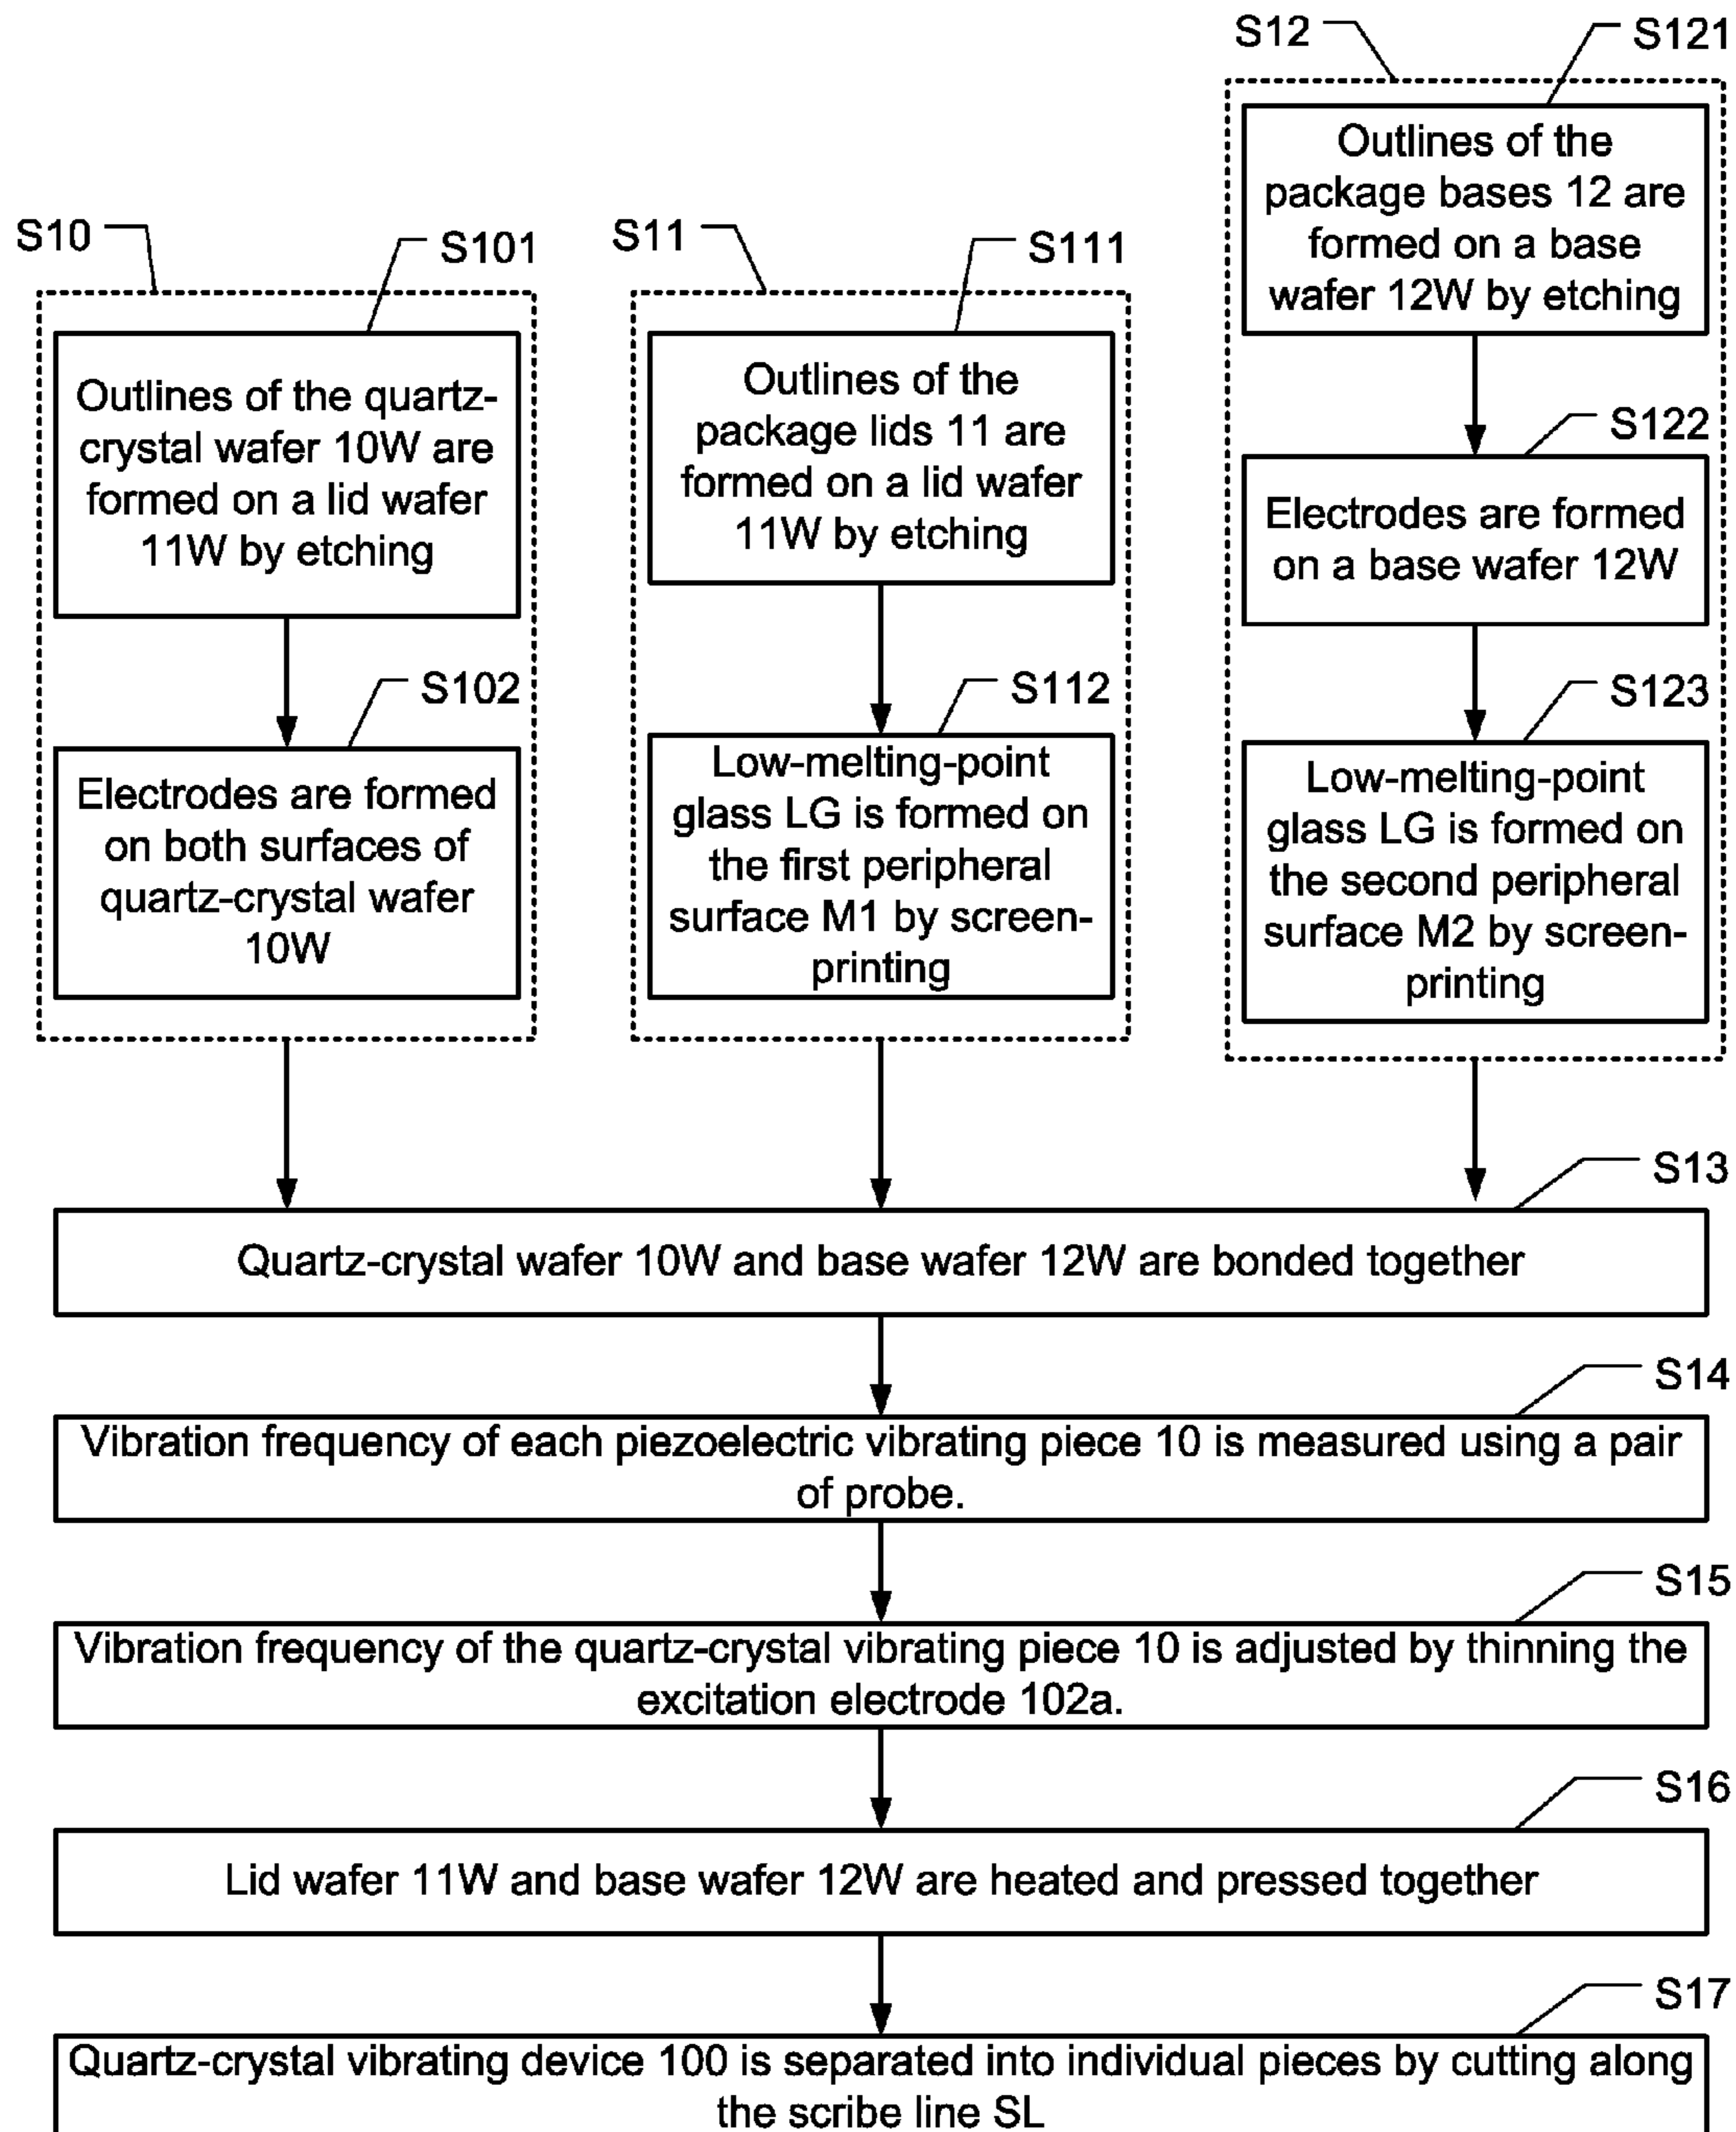 S12
S121
Outlines of the
package bases 12 are
formed on a base
wafer 12W by etching
S122
Electrodes are formed
on a base wafer 12W
S123
Low-melting-point
glass LG is formed on
the second peripheral
surface M2 by screen-
printing
S10
S101
Outlines of the quartz-
crystal wafer 10W are
formed on a lid wafer
11W by etching
S102
Electrodes are formed
on both surfaces of
quartz-crystal wafer
10W
S11
S111
Outlines of the
package lids 11 are
formed on a lid wafer
11W by etching
S112
Low-melting-point
glass LG is formed on
the first peripheral
surface M1 by screen-
printing
S13
Quartz-crystal wafer 10W and base wafer 12W are bonded together
S14
Vibration frequency of each piezoelectric vibrating piece 10 is measured using a pair
of probe.
S15
Vibration frequency of the quartz-crystal vibrating piece 10 is adjusted by thinning the
excitation electrode 102a.
S16
Lid wafer 11W and base wafer 12W are heated and pressed together
S17
Quartz-crystal vibrating device 100 is separated into individual pieces by cutting along
the scribe line SL